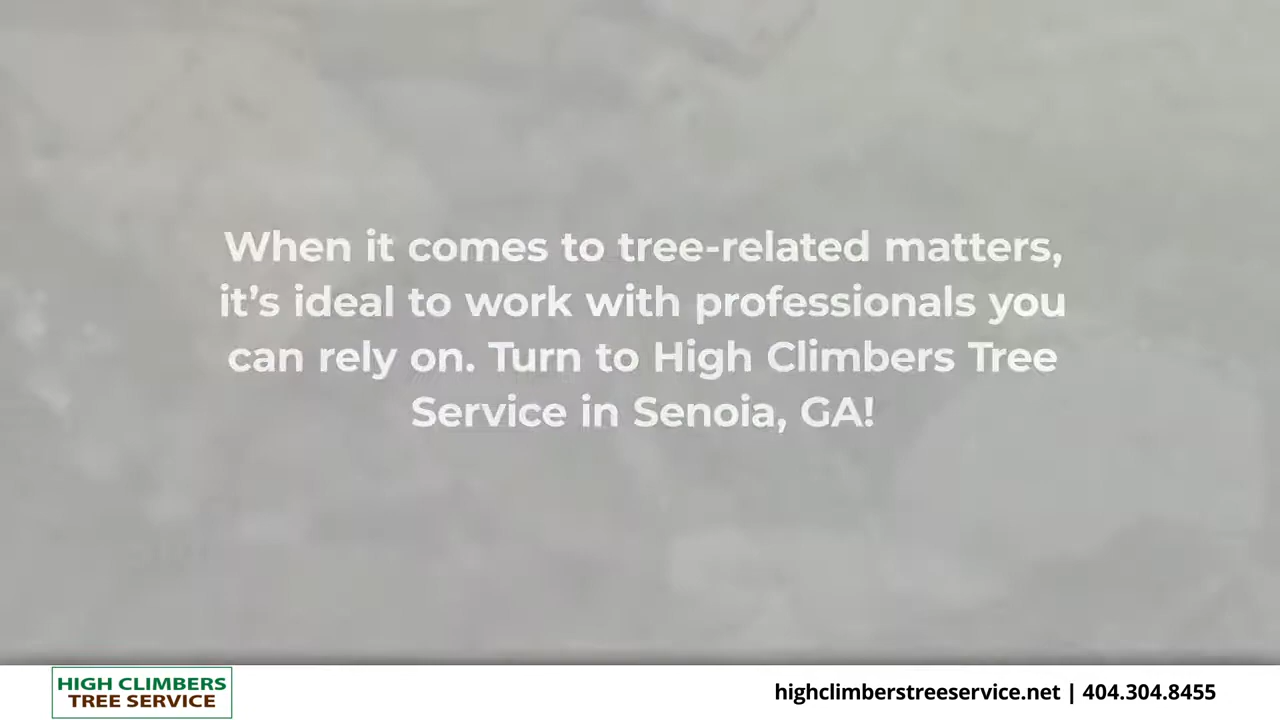 When it comes to tree-related matters,
it’s ideal to work with professionals you
can rely on. Turn to High Climbers Tree
Service in Senoia, GA!
HIGH CLIMBERS
TREE SERVICE
highclimberstreeservice.net | 404.304.8455